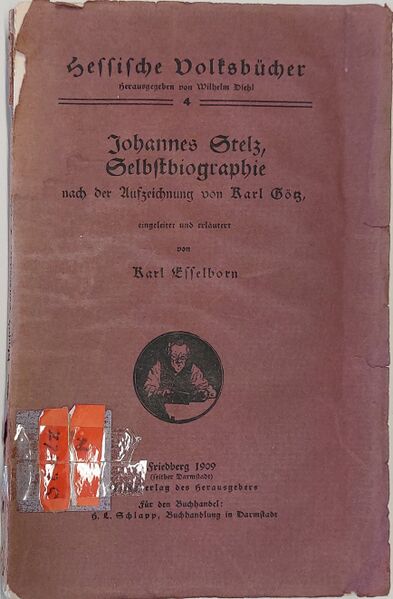 Hessische Volksbücher
Herausgegeben von Wilhelm Diehl
4
Johannes Stelz,
Selbstbiographie
nach der Aufzeichnung von Karl Götz,
eingeleitet und erläutert
von
Karl Esselborn
Friedberg 1909
(seither Darmstadt)
verlag des Herausgebers
Für den Buchhandel:
H. L. Schlapp, Buchhandlung in Darmstadt